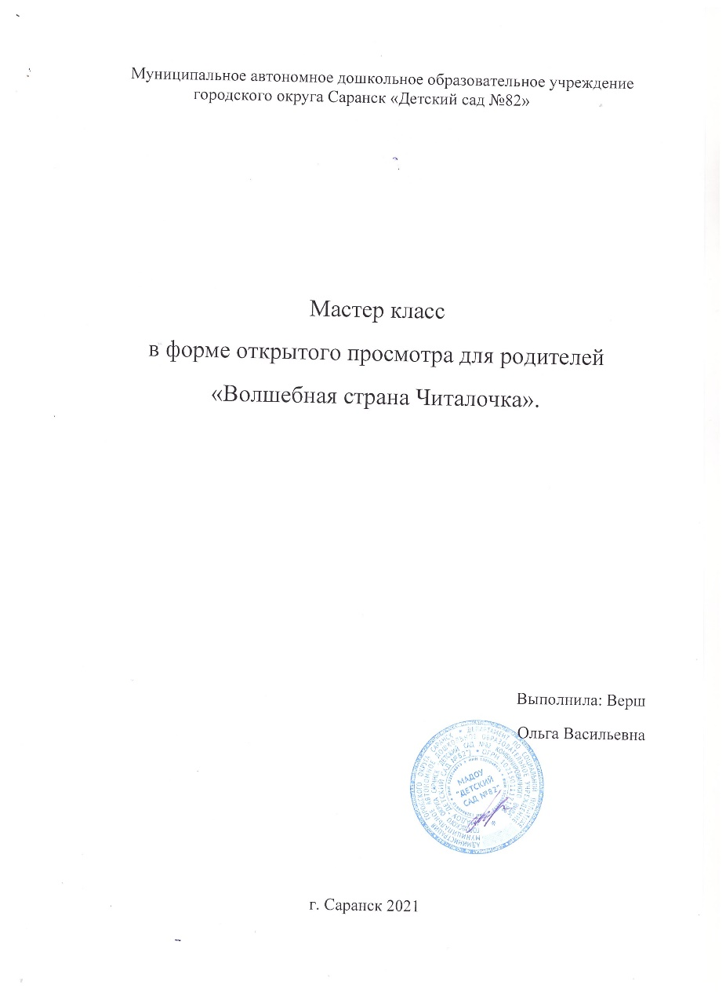 Муниципальное автономное дошкольное образовательное учреждение
городского округа Саранск «Детский сад №82»
Мастер класс
в форме открытого просмотра для родителей
«Волшебная страна Читалочка».
Выполнила: Верш
Ольга Васильевна
МАДОУ
"ДЕТСКИЙ
САД №82"
г. Саранск 2021